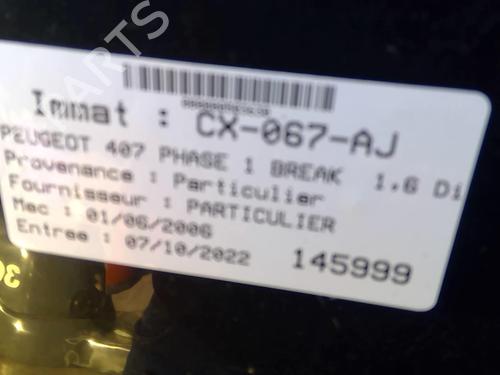 PARTS
Immat : CX-067-AJ
PEUGEOT 407 PHASE 1 BREAK 1.6 Di
Provenance : Particulier
Fournisseur : PARTICULIER
Mec : 01/06/2006
Entree : 07/10/2022 145999